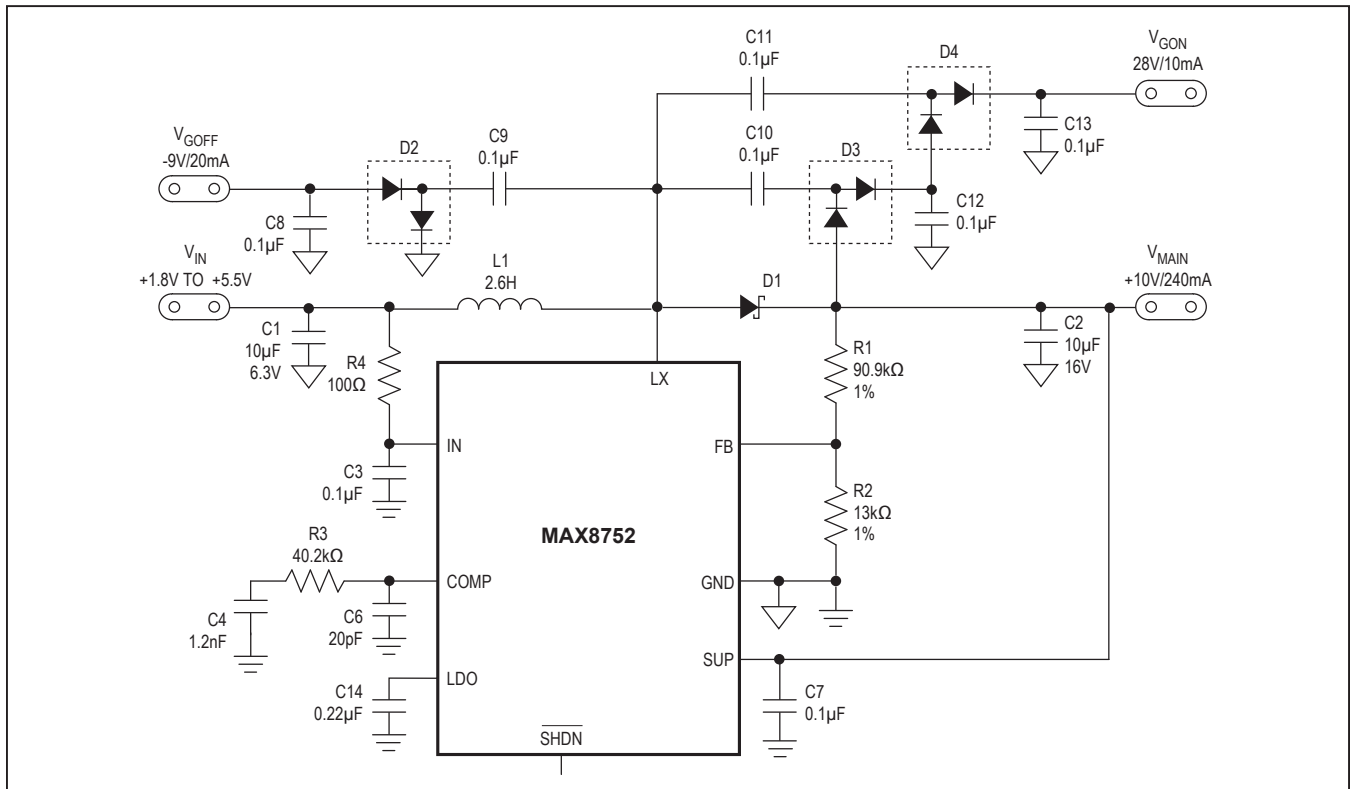 C11
0.1µF
D4
V_GON
28V/10mA
C13
0.1µF
V_GOFF
-9V/20mA
D2
C9
0.1µF
C10
0.1µF
D3
C8
0.1µF
C12
0.1µF
V_IN
+1.8V TO +5.5V
L1
2.6H
D1
V_MAIN
+10V/240mA
C1
10µF
6.3V
R4
100Ω
LX
R1
90.9kΩ
1%
C2
10µF
16V
IN
FB
C3
0.1µF
R2
13kΩ
1%
MAX8752
R3
40.2kΩ
COMP
GND
C4
1.2nF
C6
20pF
SUP
LDO
C14
0.22µF
C7
0.1µF
SHDN